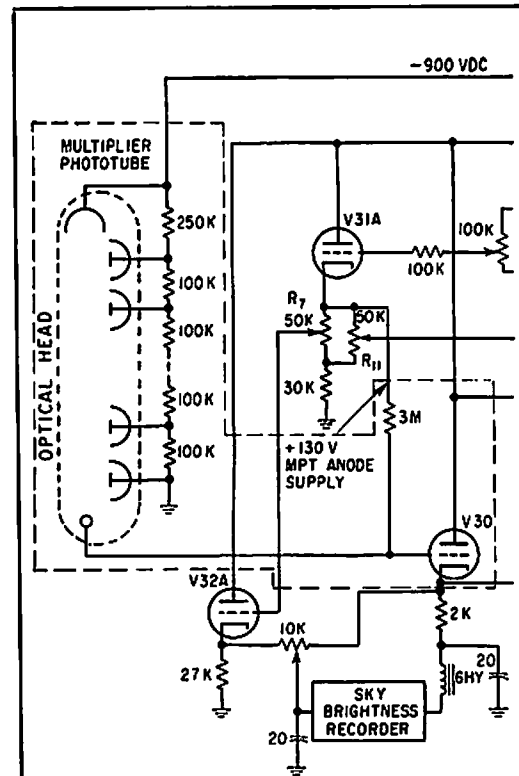 -900 VDC
MULTIPLIER
PHOTOTUBE
OPTICAL HEAD
250K
100K
100K
100K
100K
V31A
100K
100K
R7
50K
50K
R11
30K
3M
+130 V
MPT ANODE
SUPPLY
V30
V32A
10K
2K
27K
20
6HY
20
SKY
BRIGHTNESS
RECORDER